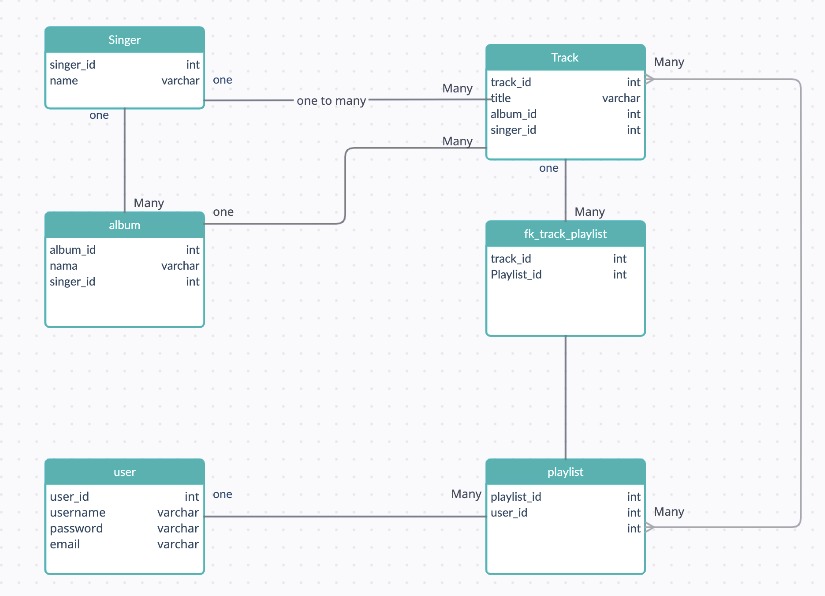 Singer
singer_id int
name varchar
one
one
one to many
Many
Track
track_id int
title varchar
album_id int
singer_id int
Many
Many
one
Many
Many
one
album
album_id int
nama varchar
singer_id int
fk_track_playlist
track_id int
Playlist_id int
user
user_id int
username varchar
password varchar
email varchar
one
Many
playlist
playlist_id int
user_id int
int
Many